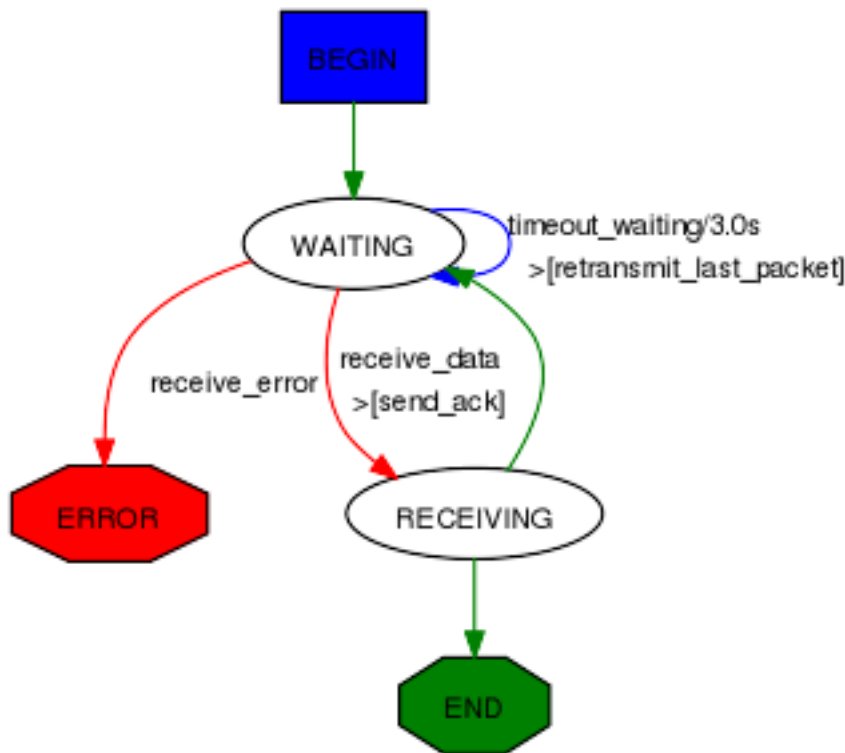 BEGIN
WAITING
timeout_waiting/3.0s
>[retransmit_last_packet]
receive_error
receive_data
>[send_ack]
ERROR
RECEIVING
END